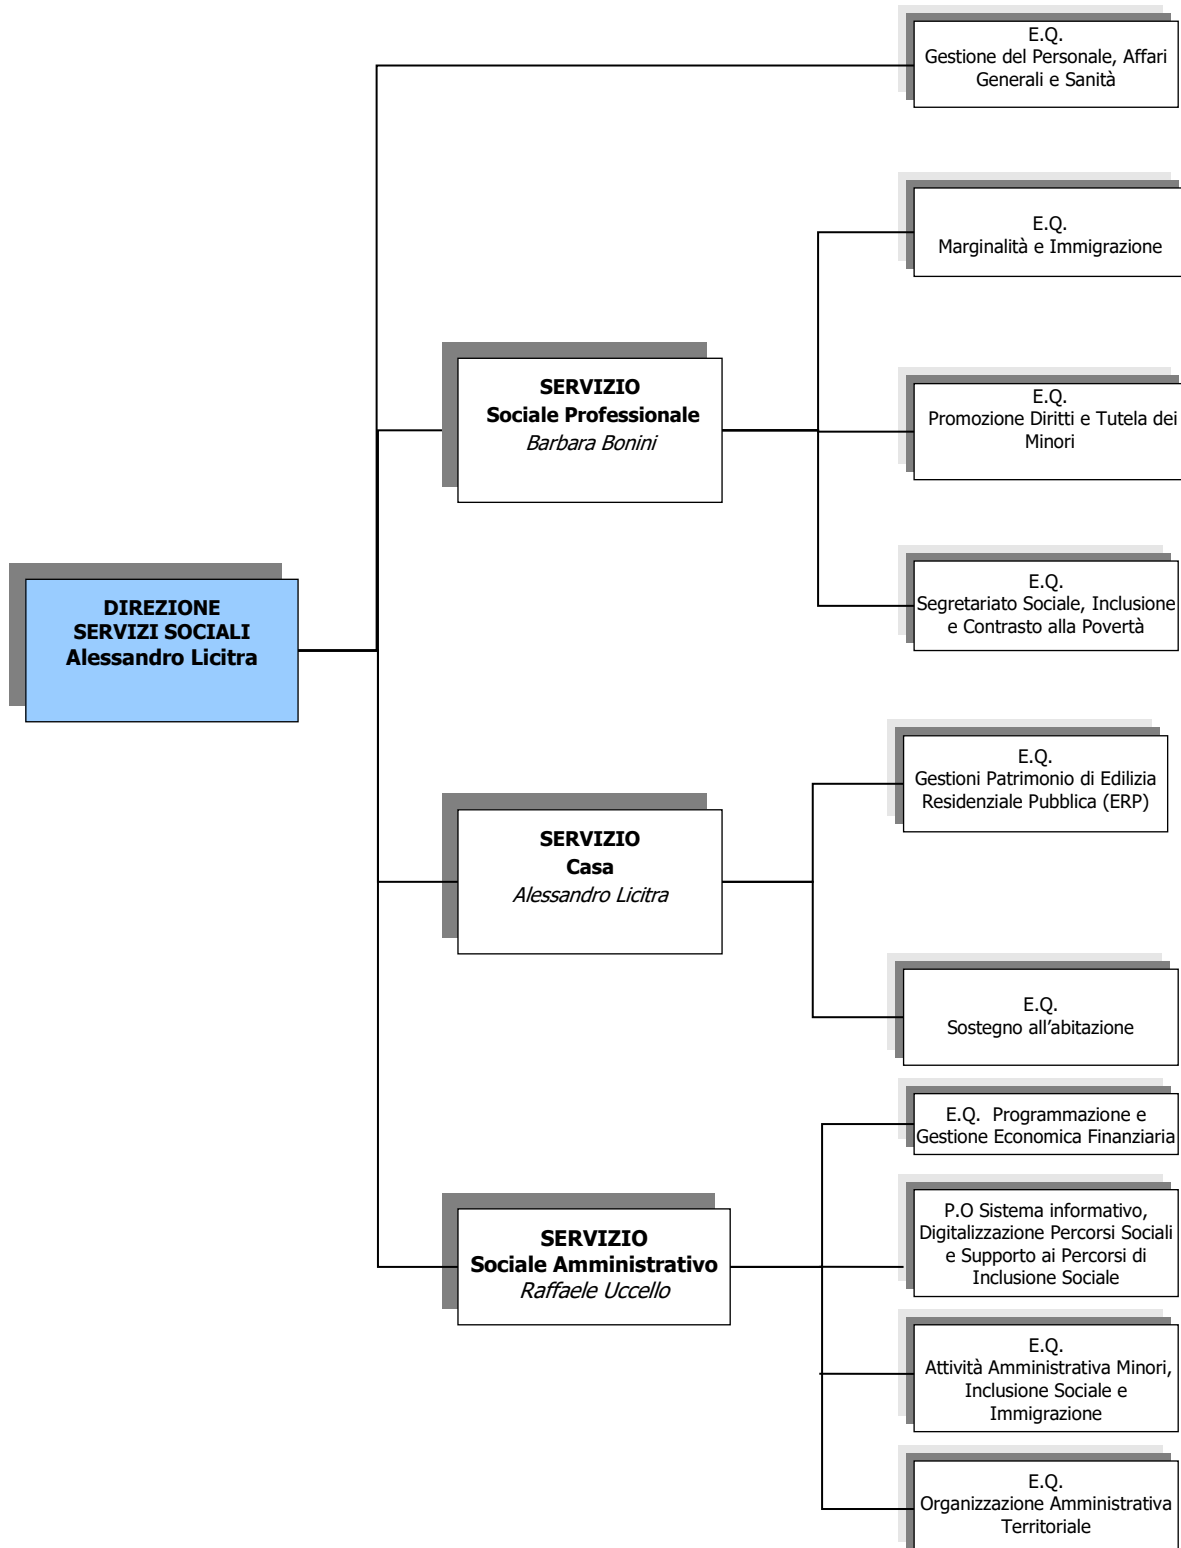 E.Q.
Gestione del Personale, Affari
Generali e Sanità
E.Q.
Marginalità e Immigrazione
SERVIZIO
Sociale Professionale
Barbara Bonini
E.Q.
Promozione Diritti e Tutela dei
Minori
E.Q.
Segretariato Sociale, Inclusione
e Contrasto alla Povertà
DIREZIONE
SERVIZI SOCIALI
Alessandro Licitra
E.Q.
Gestioni Patrimonio di Edilizia
Residenziale Pubblica (ERP)
SERVIZIO
Casa
Alessandro Licitra
E.Q.
Sostegno all’abitazione
E.Q.  Programmazione e
Gestione Economica Finanziaria
SERVIZIO
Sociale Amministrativo
Raffaele Uccello
P.O Sistema informativo,
Digitalizzazione Percorsi Sociali
e Supporto ai Percorsi di
Inclusione Sociale
E.Q.
Attività Amministrativa Minori,
Inclusione Sociale e
Immigrazione
E.Q.
Organizzazione Amministrativa
Territoriale